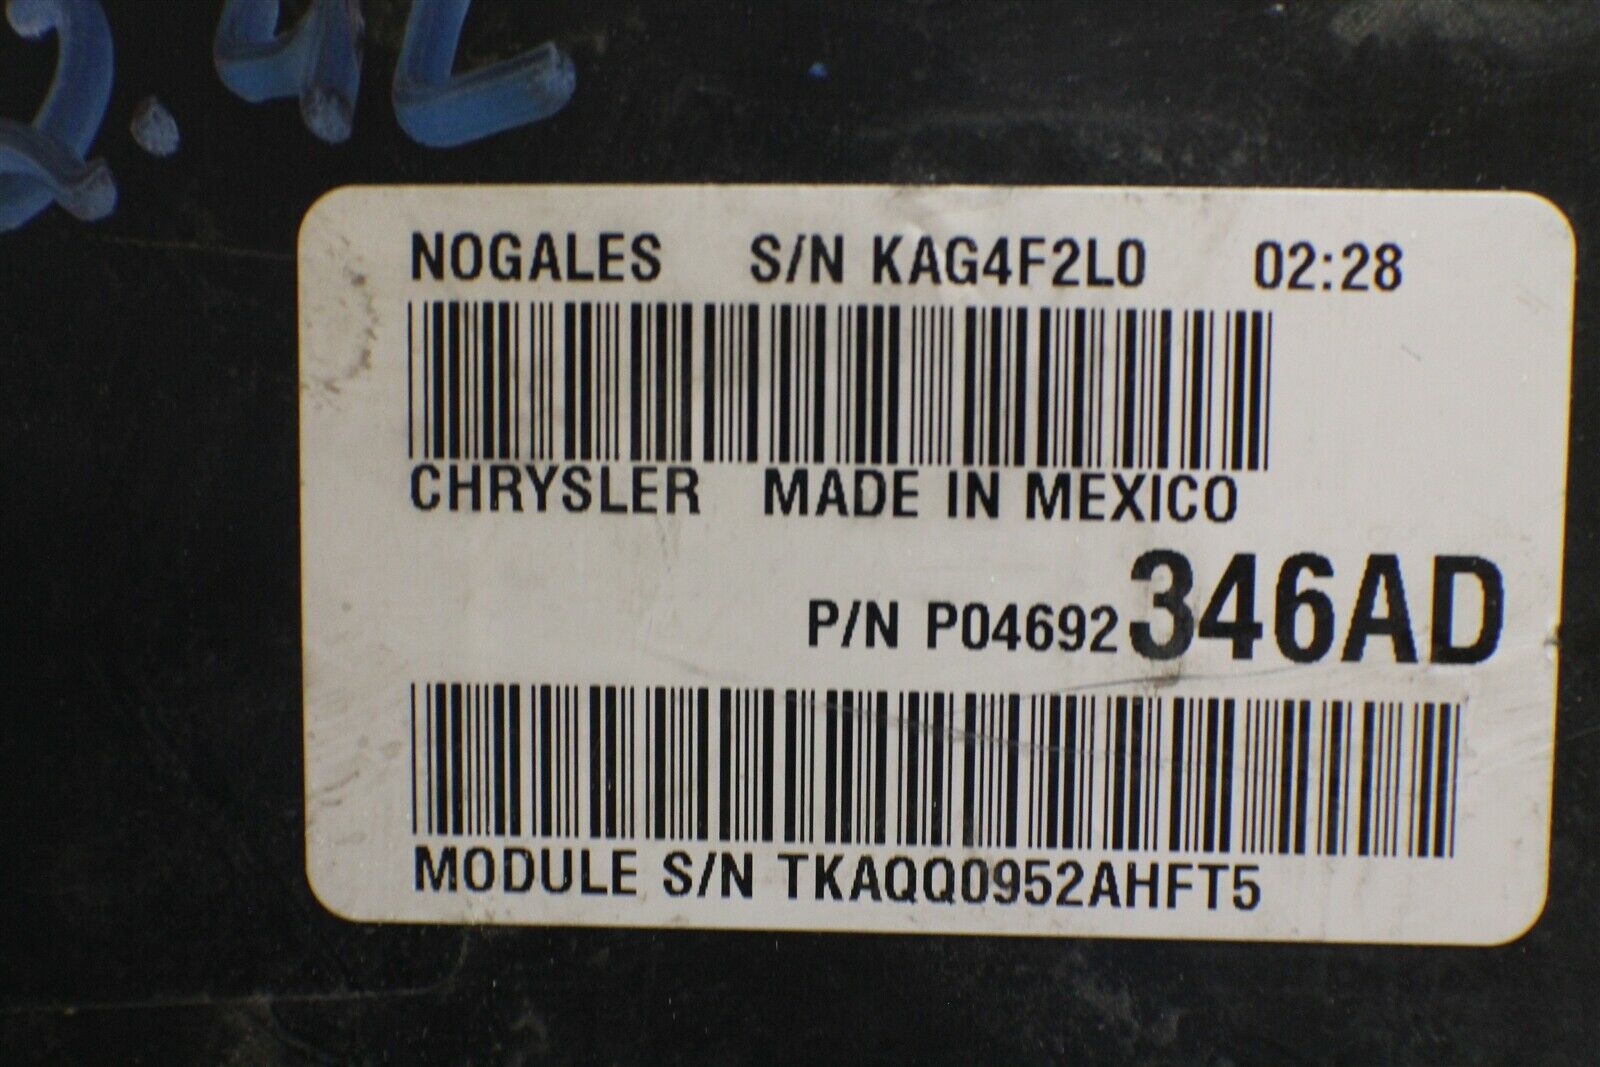 NOGALES S/N KAG4F2L0 02:28
CHRYSLER MADE IN MEXICO
P/N P04692346AD
MODULE S/N TKAQQ0952AHFT5